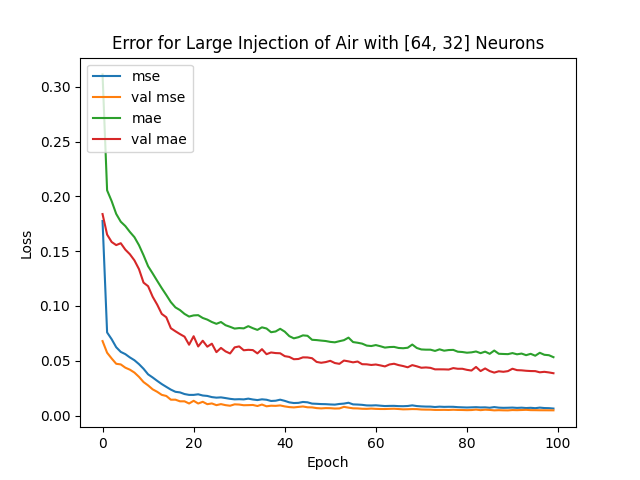 Error for Large Injection of Air with [64, 32] Neurons
mse
val mse
mae
val mae
0.30
0.25
0.20
0.15
0.10
0.05
0.00
Loss
0 20 40 60 80 100
Epoch